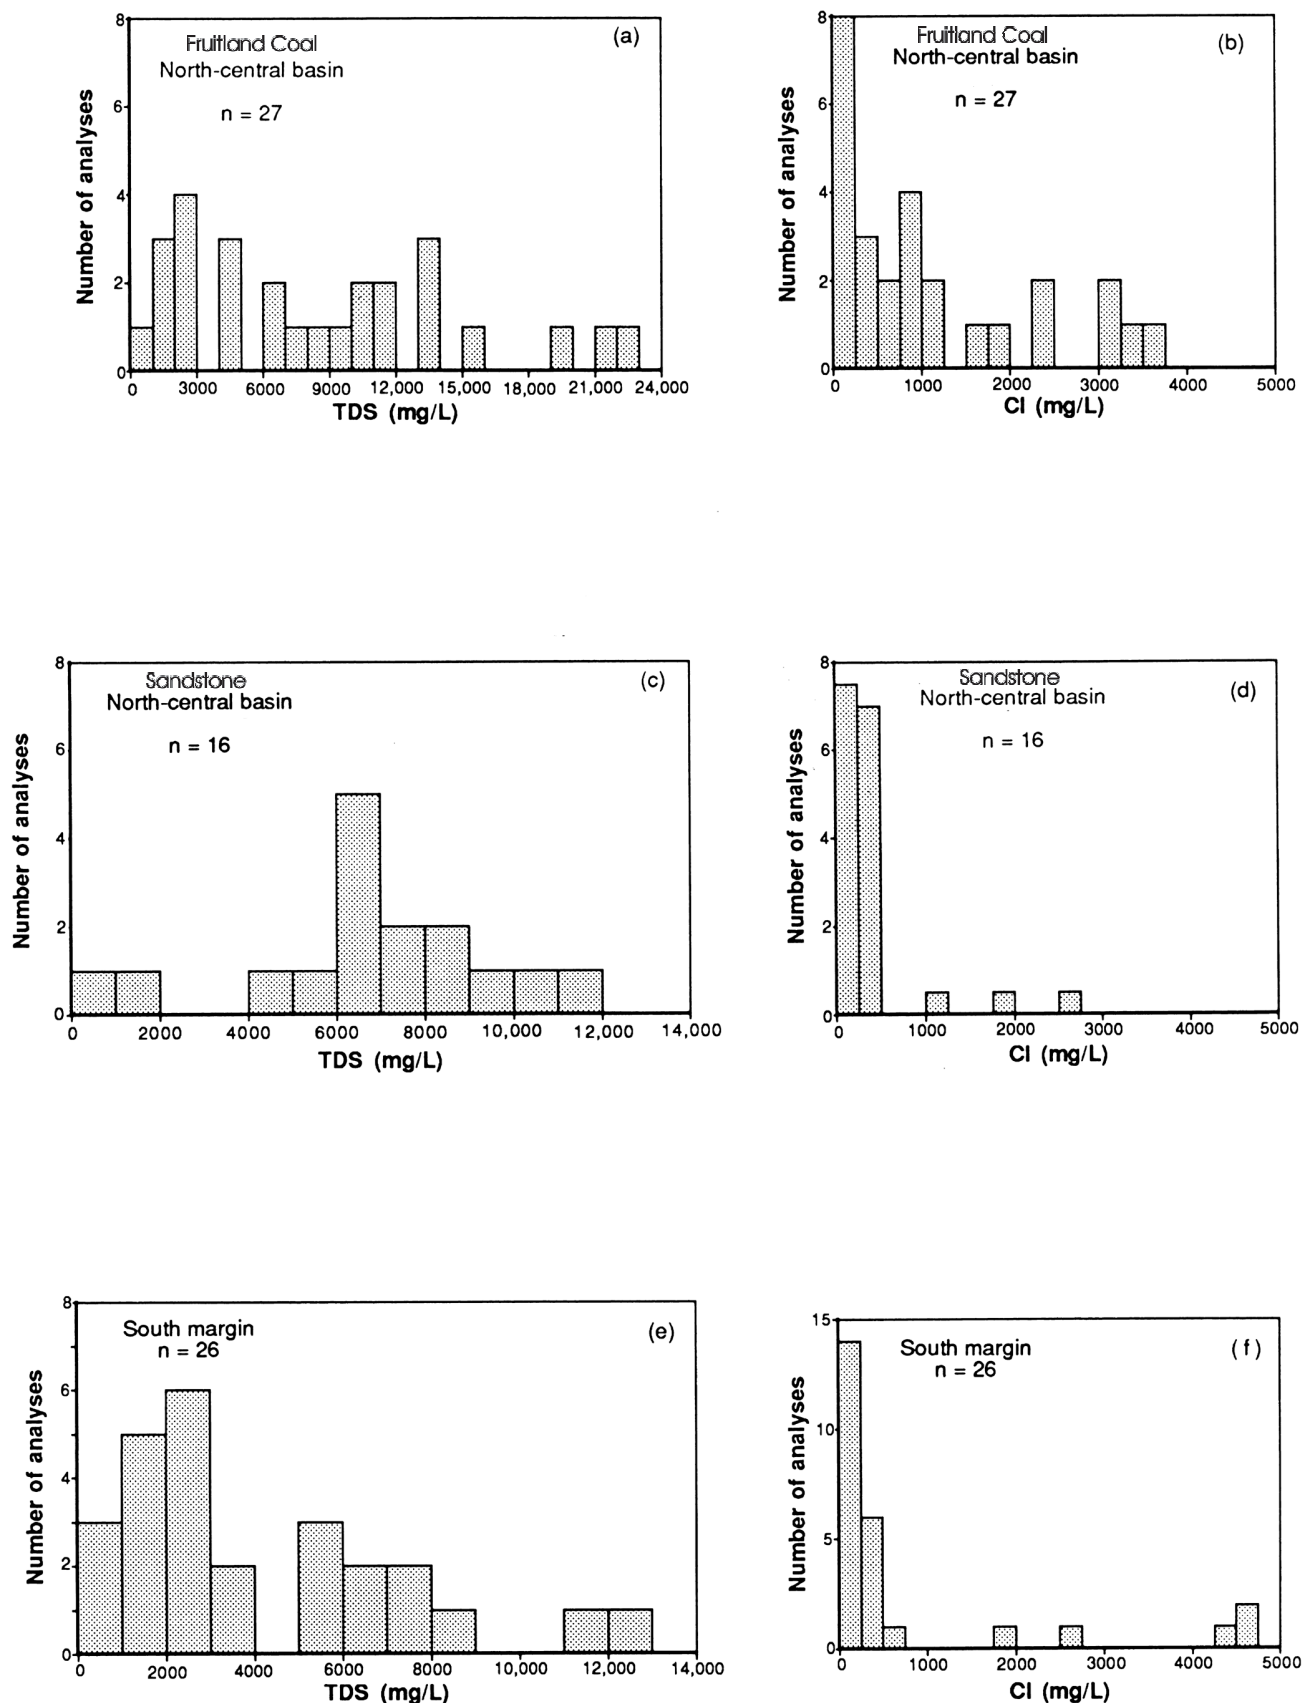 Fruitland Coal
North-central basin
n = 27
(a)
Number of analyses
8
6
4
2
0
0 3000 6000 9000 12,000 15,000 18,000 21,000 24,000
TDS (mg/L)
Fruitland Coal
North-central basin
n = 27
(b)
Number of analyses
8
6
4
2
0
0 1000 2000 3000 4000 5000
Cl (mg/L)
Sandstone
North-central basin
n = 16
(c)
Number of analyses
8
6
4
2
0
0 2000 4000 6000 8000 10,000 12,000 14,000
TDS (mg/L)
Sandstone
North-central basin
n = 16
(d)
Number of analyses
8
6
4
2
0
0 1000 2000 3000 4000 5000
Cl (mg/L)
South margin
n = 26
(e)
Number of analyses
8
6
4
2
0
0 2000 4000 6000 8000 10,000 12,000 14,000
TDS (mg/L)
South margin
n = 26
(f)
Number of analyses
15
10
5
0
0 1000 2000 3000 4000 5000
Cl (mg/L)